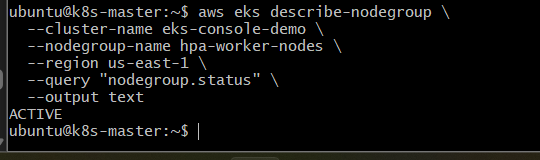 ubuntu@k8s-master:~$ aws eks describe-nodegroup \
  --cluster-name eks-console-demo \
  --nodegroup-name hpa-worker-nodes \
  --region us-east-1 \
  --query "nodegroup.status" \
  --output text
ACTIVE
ubuntu@k8s-master:~$